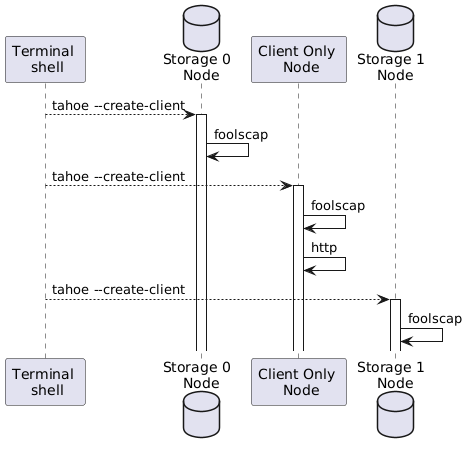 Terminal
shell
Storage 0
Node
Client Only
Node
Storage 1
Node
tahoe --create-client
foolscap
tahoe --create-client
foolscap
http
tahoe --create-client
foolscap
Terminal
shell
Storage 0
Node
Client Only
Node
Storage 1
Node